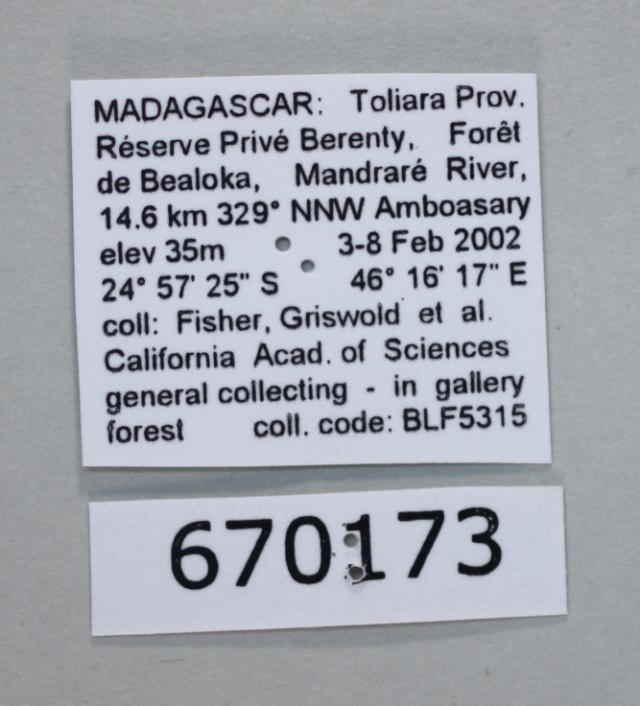 MADAGASCAR: Toliara Prov.
Réserve Privé Berenty, Forêt
de Bealoka, Mandraré River,
14.6 km 329° NNW Amboasary
elev 35m 3-8 Feb 2002
24° 57' 25" S 46° 16' 17" E
coll: Fisher, Griswold et al.
California Acad. of Sciences
general collecting - in gallery
forest coll. code: BLF5315
670173